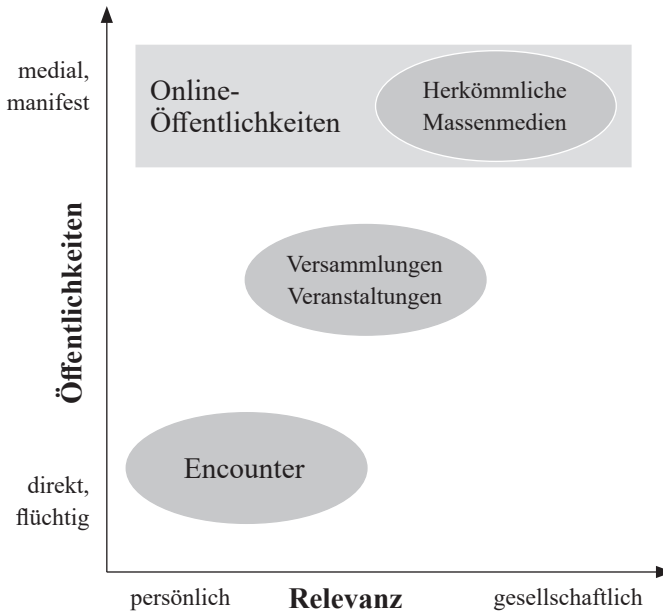 medial,
manifest
Online-
Öffentlichkeiten
Herkömmliche
Massenmedien
Öffentlichkeiten
Versammlungen
Veranstaltungen
Encounter
direkt,
flüchtig
persönlich
Relevanz
gesellschaftlich